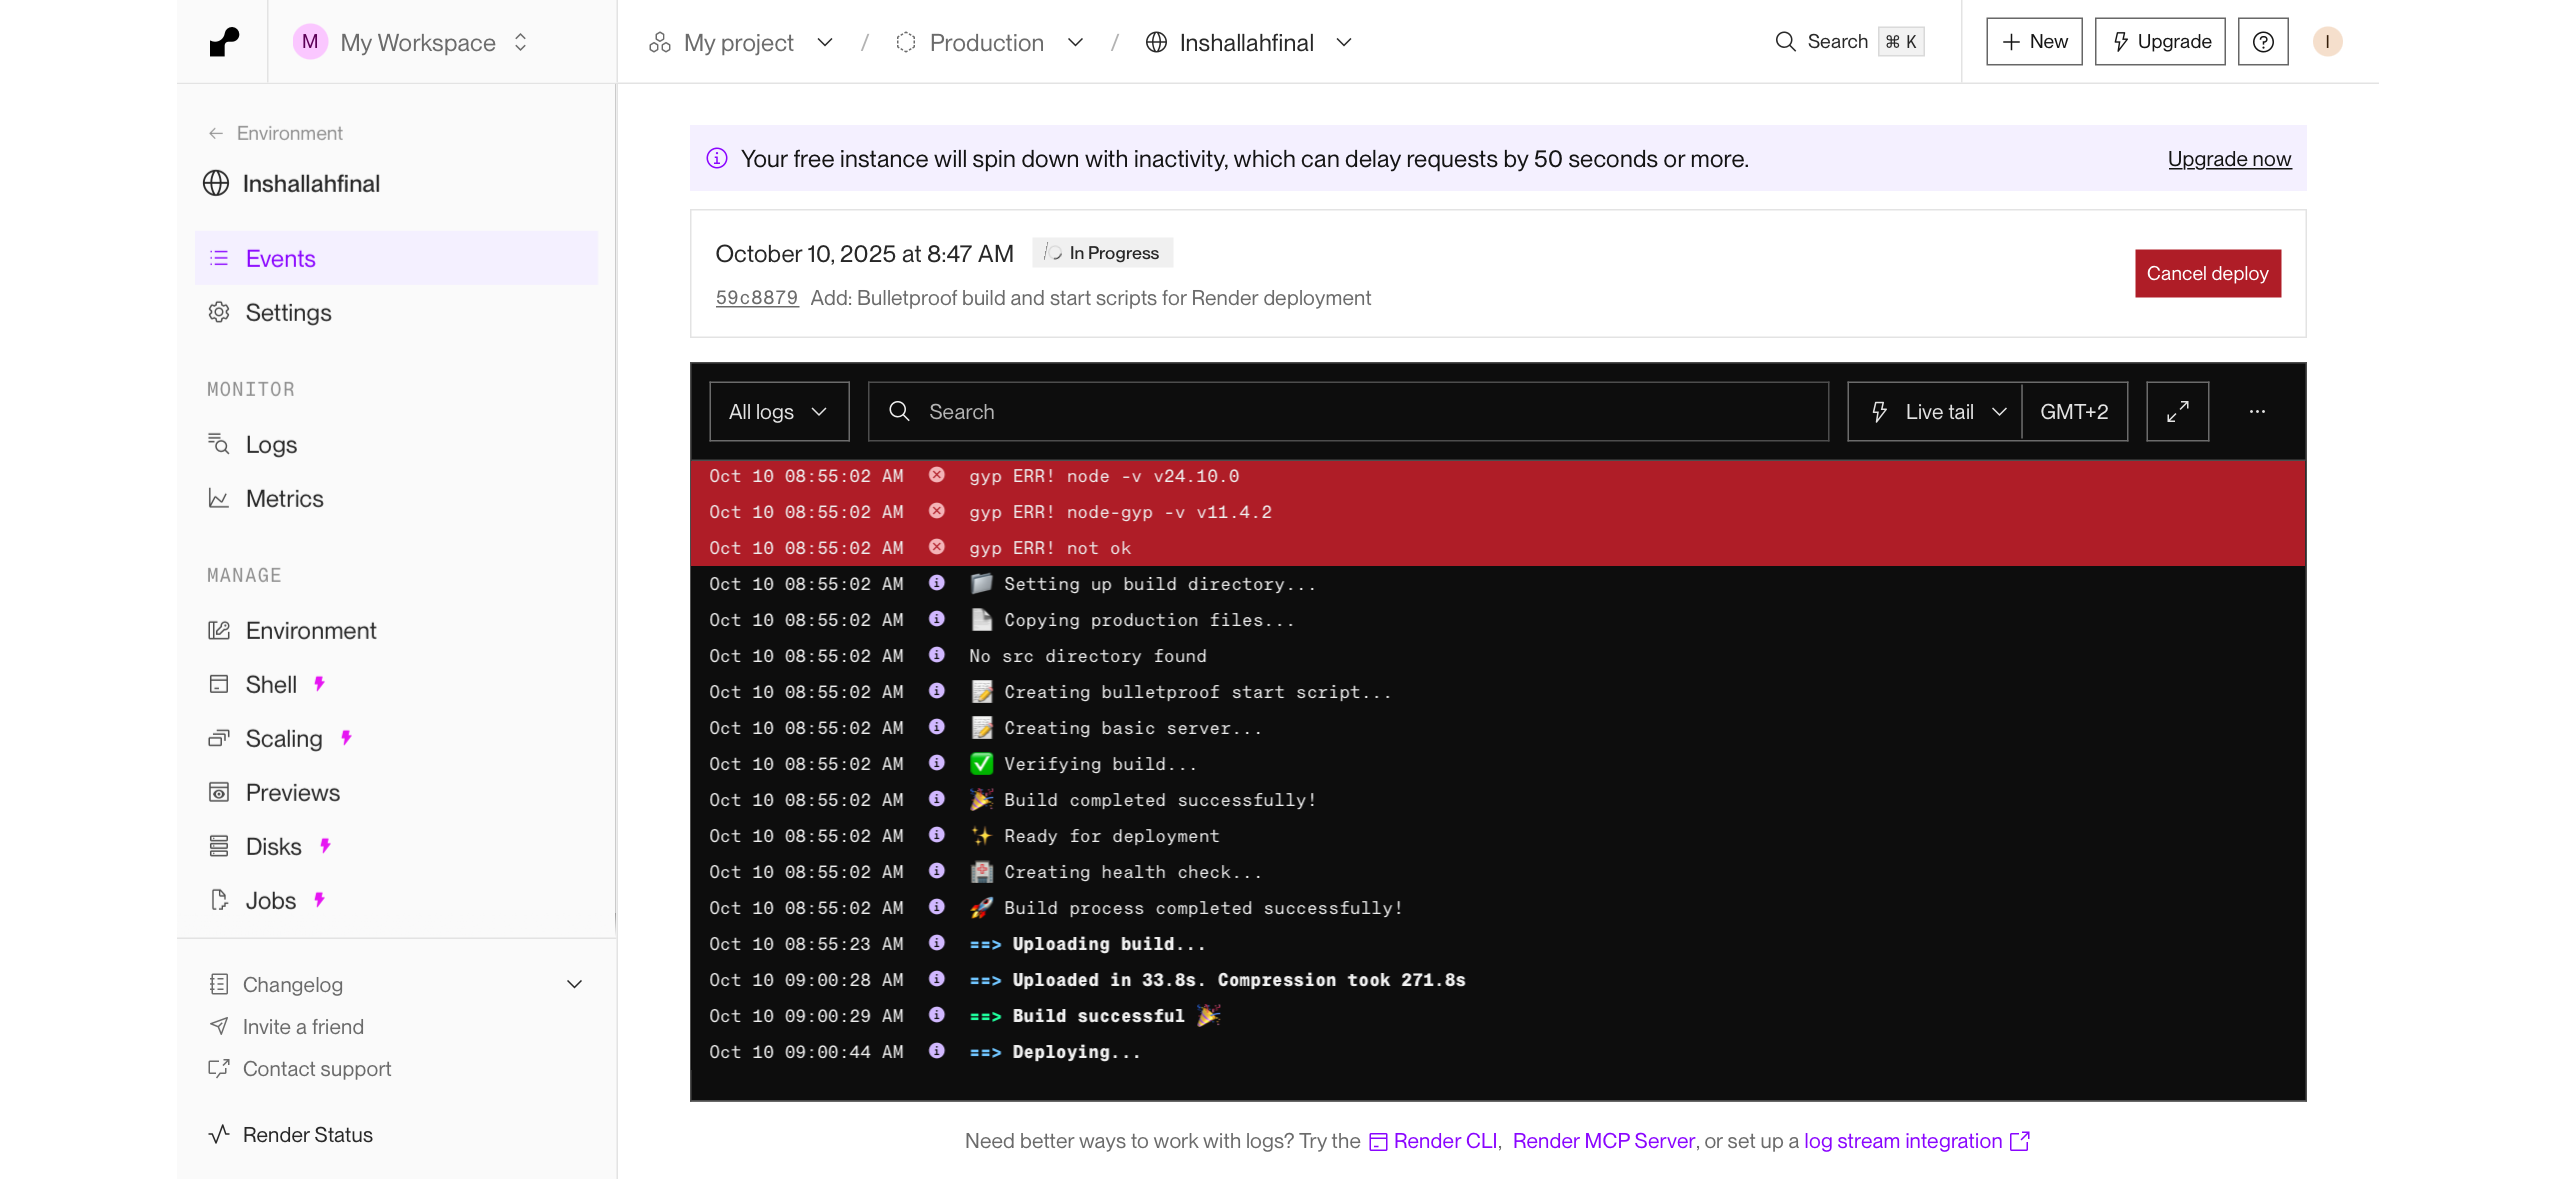 M My Workspace
My project / Production / Inshallahfinal
Search ⌘ K
+ New
Upgrade
I
← Environment
Inshallahfinal
Events
Settings
MONITOR
Logs
Metrics
MANAGE
Environment
Shell
Scaling
Previews
Disks
Jobs
Changelog
Invite a friend
Contact support
Render Status
Your free instance will spin down with inactivity, which can delay requests by 50 seconds or more.
Upgrade now
October 10, 2025 at 8:47 AM In Progress
59c8879 Add: Bulletproof build and start scripts for Render deployment
Cancel deploy
All logs
Search
Live tail
GMT+2
Oct 10 08:55:02 AM gyp ERR! node -v v24.10.0
Oct 10 08:55:02 AM gyp ERR! node-gyp -v v11.4.2
Oct 10 08:55:02 AM gyp ERR! not ok
Oct 10 08:55:02 AM 📁 Setting up build directory...
Oct 10 08:55:02 AM 📄 Copying production files...
Oct 10 08:55:02 AM No src directory found
Oct 10 08:55:02 AM 📝 Creating bulletproof start script...
Oct 10 08:55:02 AM 📝 Creating basic server...
Oct 10 08:55:02 AM ✅ Verifying build...
Oct 10 08:55:02 AM 🎉 Build completed successfully!
Oct 10 08:55:02 AM ✨ Ready for deployment
Oct 10 08:55:02 AM 🏥 Creating health check...
Oct 10 08:55:02 AM 🚀 Build process completed successfully!
Oct 10 08:55:23 AM ==> Uploading build...
Oct 10 09:00:28 AM ==> Uploaded in 33.8s. Compression took 271.8s
Oct 10 09:00:29 AM ==> Build successful 🎉
Oct 10 09:00:44 AM ==> Deploying...
Need better ways to work with logs? Try the Render CLI, Render MCP Server, or set up a log stream integration